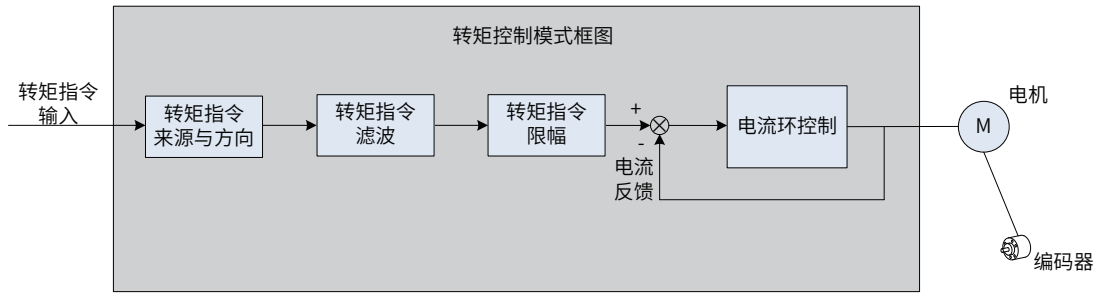 转矩控制模式框图
转矩指令
输入
转矩指令
来源与方向
转矩指令
滤波
转矩指令
限幅
+
-
电流
反馈
电流环控制
电机
M
编码器